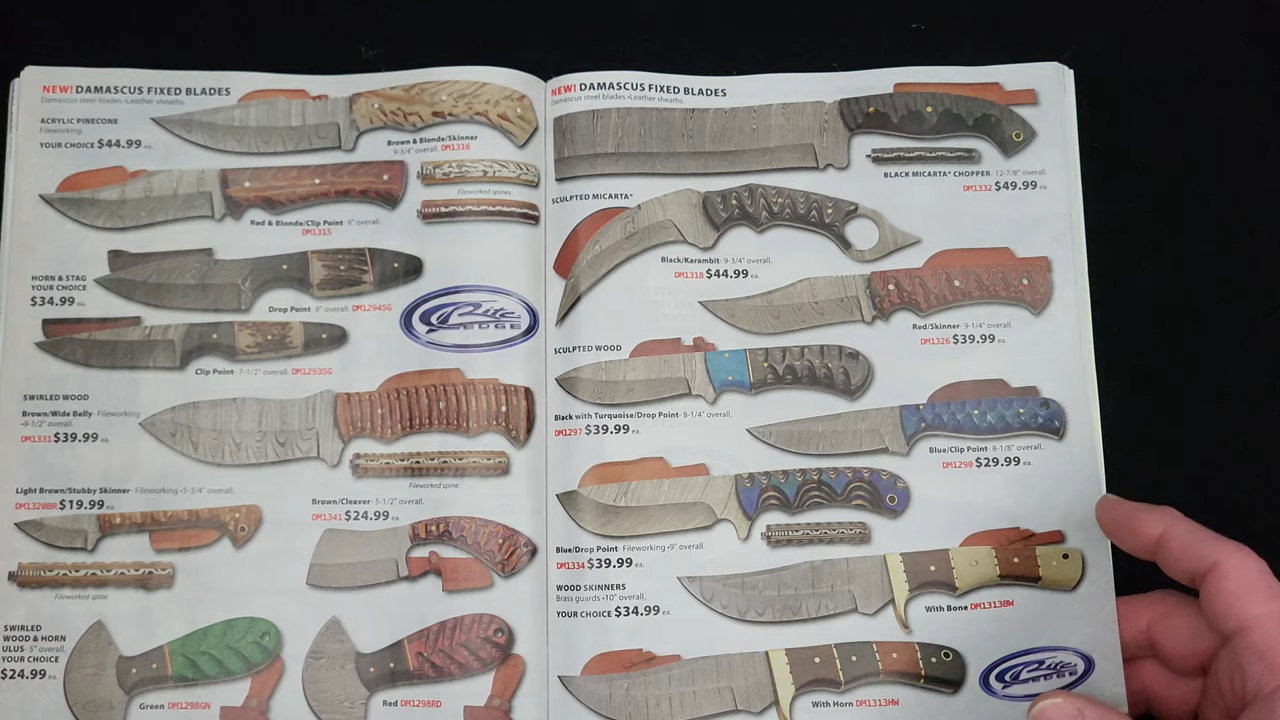 NEW! DAMASCUS FIXED BLADES
Damascus steel blades •Leather sheaths.
ACRYLIC PINECONE
Fileworking.
YOUR CHOICE $44.99 ea.
Brown & Blonde/Skinner
9-3/4" overall. DM1316
Fileworked spines.
Red & Blonde/Clip Point· 9" overall.
DM1315
HORN & STAG
YOUR CHOICE
$34.99 ea.
Drop Point· 8" overall. DM1294SG
Rite
EDGE
Clip Point· 7-1/2" overall. DM1293SG
SWIRLED WOOD
Brown/Wide Belly· Fileworking
•9-1/2" overall.
DM1331 $39.99 ea.
Fileworked spine.
Light Brown/Stubby Skinner· Fileworking •5-3/4" overall.
DM1320BR $19.99 ea.
Fileworked spine.
Brown/Cleaver· 5-1/2" overall.
DM1341 $24.99 ea.
SWIRLED
WOOD & HORN
ULUS· 5" overall.
YOUR CHOICE
$24.99 ea.
Green DM1298GN
Red DM1298RD
NEW! DAMASCUS FIXED BLADES
Damascus steel blades •Leather sheaths.
BLACK MICARTA* CHOPPER· 12-7/8" overall.
DM1332 $49.99 ea.
SCULPTED MICARTA*
Black/Karambit· 9-3/4" overall.
DM1318 $44.99 ea.
Red/Skinner· 9-1/4" overall.
DM1326 $39.99 ea.
SCULPTED WOOD
Black with Turquoise/Drop Point· 8-1/4" overall.
DM1297 $39.99 ea.
Blue/Clip Point· 8-1/8" overall.
DM1290 $29.99 ea.
Blue/Drop Point· Fileworking •9" overall.
DM1334 $39.99 ea.
WOOD SKINNERS
Brass guards •10" overall.
YOUR CHOICE $34.99 ea.
With Bone DM1313BW
With Horn DM1313HW
Rite
EDGE